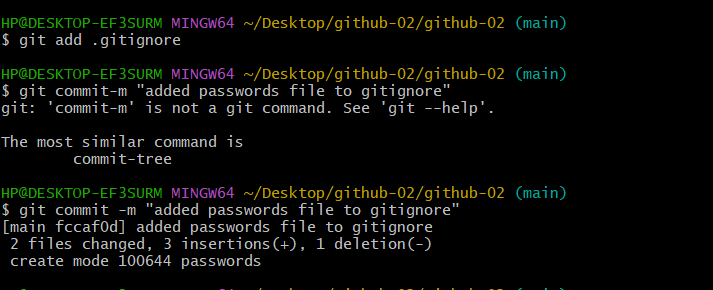 HP@DESKTOP-EF3SURM MINGW64 ~/Desktop/github-02/github-02 (main)
$ git add .gitignore
HP@DESKTOP-EF3SURM MINGW64 ~/Desktop/github-02/github-02 (main)
$ git commit-m "added passwords file to gitignore"
git: 'commit-m' is not a git command. See 'git --help'.
The most similar command is
        commit-tree
HP@DESKTOP-EF3SURM MINGW64 ~/Desktop/github-02/github-02 (main)
$ git commit -m "added passwords file to gitignore"
[main fccaf0d] added passwords file to gitignore
 2 files changed, 3 insertions(+), 1 deletion(-)
 create mode 100644 passwords